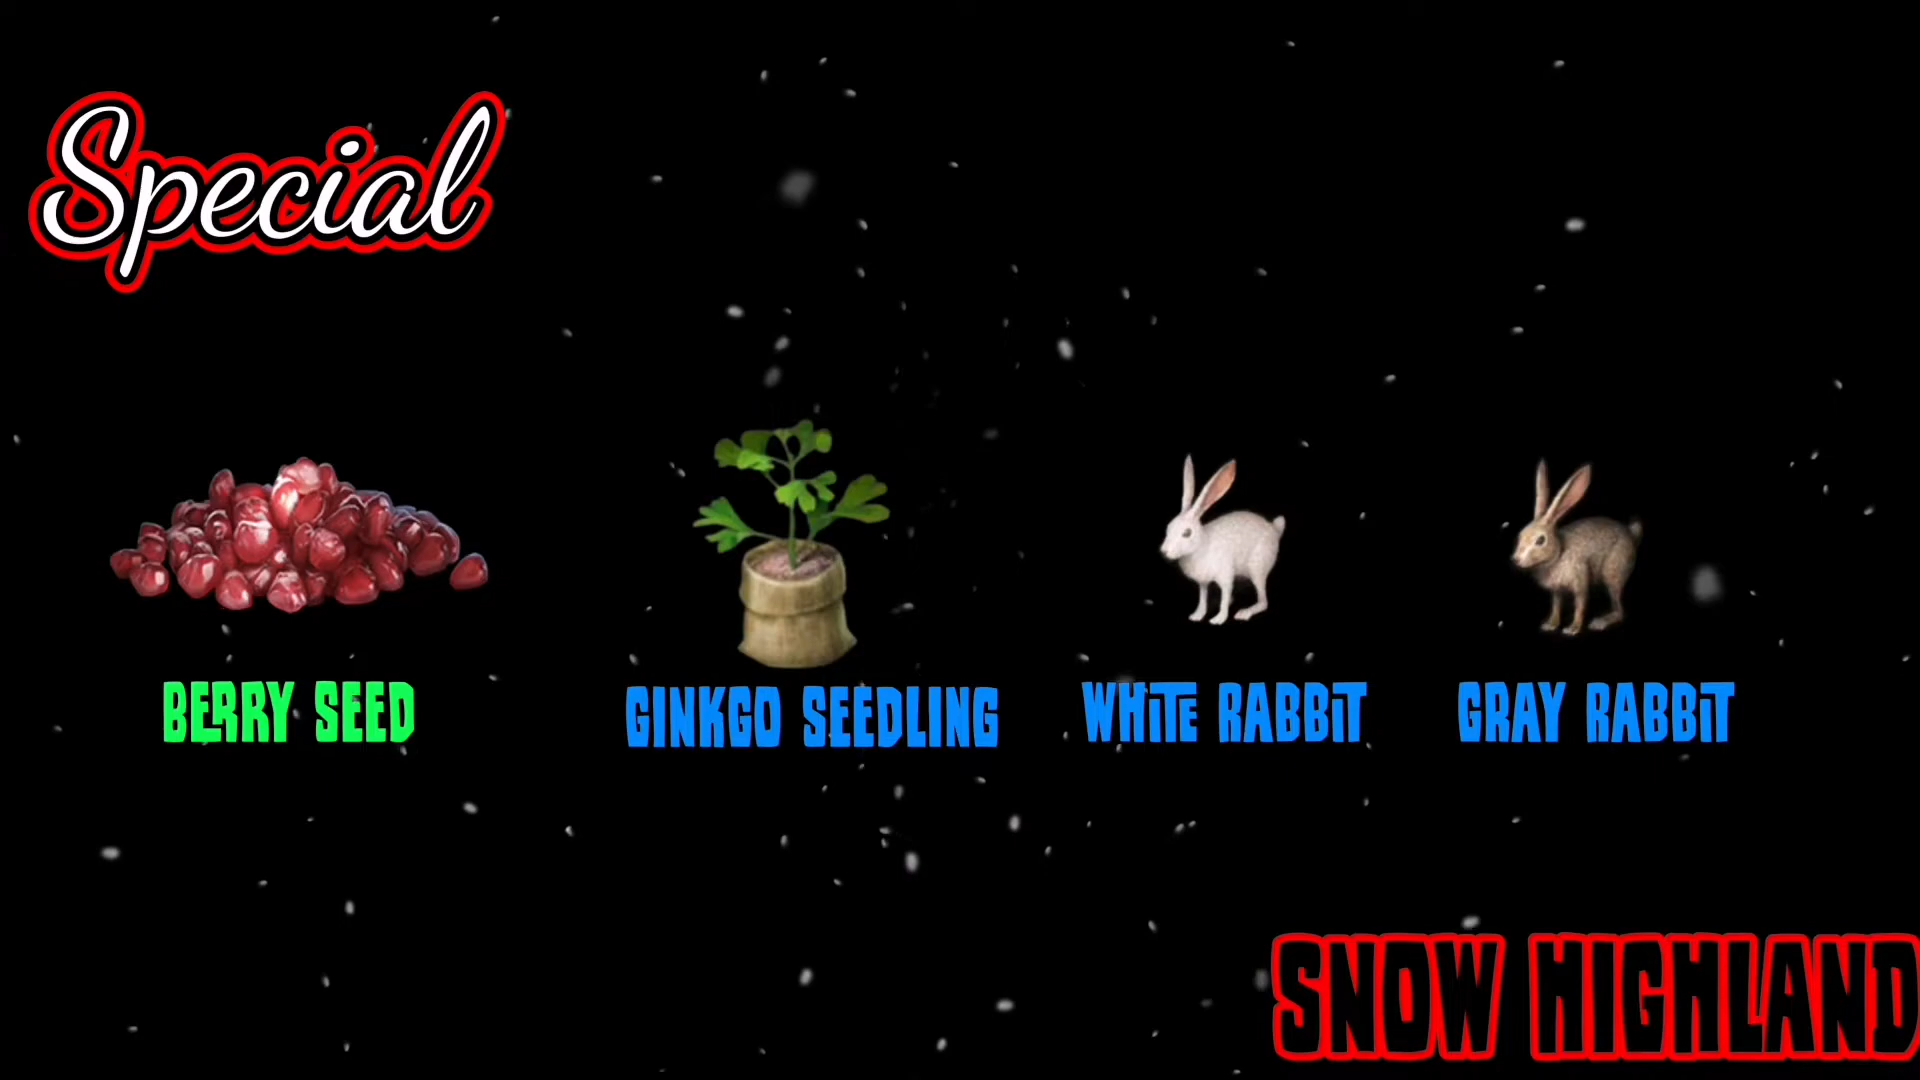 Special
BERRY SEED
GINKGO SEEDLING
WHITE RABBIT
GRAY RABBIT
SNOW HIGHLAND